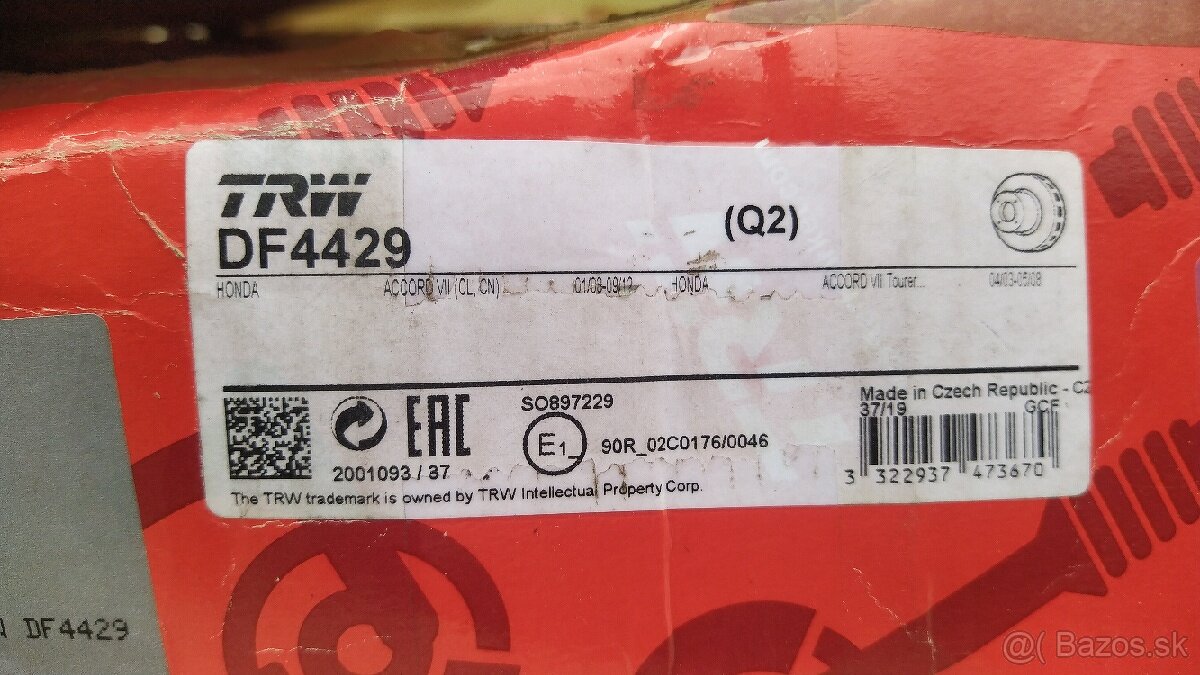 TRW
DF4429
(Q2)
HONDA ACCORD VII (CL, CN) 01/03-09/12 HONDA ACCORD VII Tourer... 04/03-05/08
SO897229
EAC
E1 90R_02C0176/0046
2001093 / 37
The TRW trademark is owned by TRW Intellectual Property Corp.
Made in Czech Republic - CZ
37/19 GCF
3 322937 473670
DF4429
@( Bazos.sk